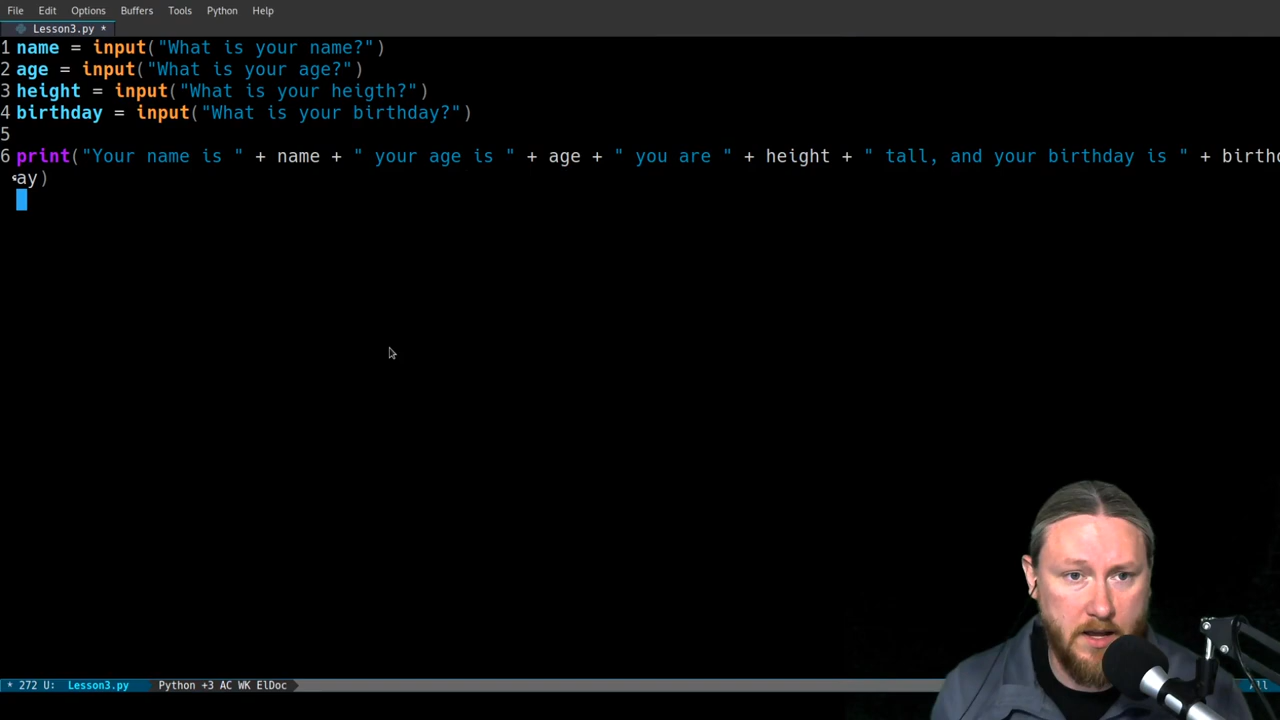 File Edit Options Buffers Tools Python Help
Lesson3.py *
1 name = input("What is your name?")
2 age = input("What is your age?")
3 height = input("What is your heigth?")
4 birthday = input("What is your birthday?")
5
6 print("Your name is " + name + " your age is " + age + " you are " + height + " tall, and your birthday is " + birthd
ay)
* 272 U: Lesson3.py Python +3 AC WK ElDoc All